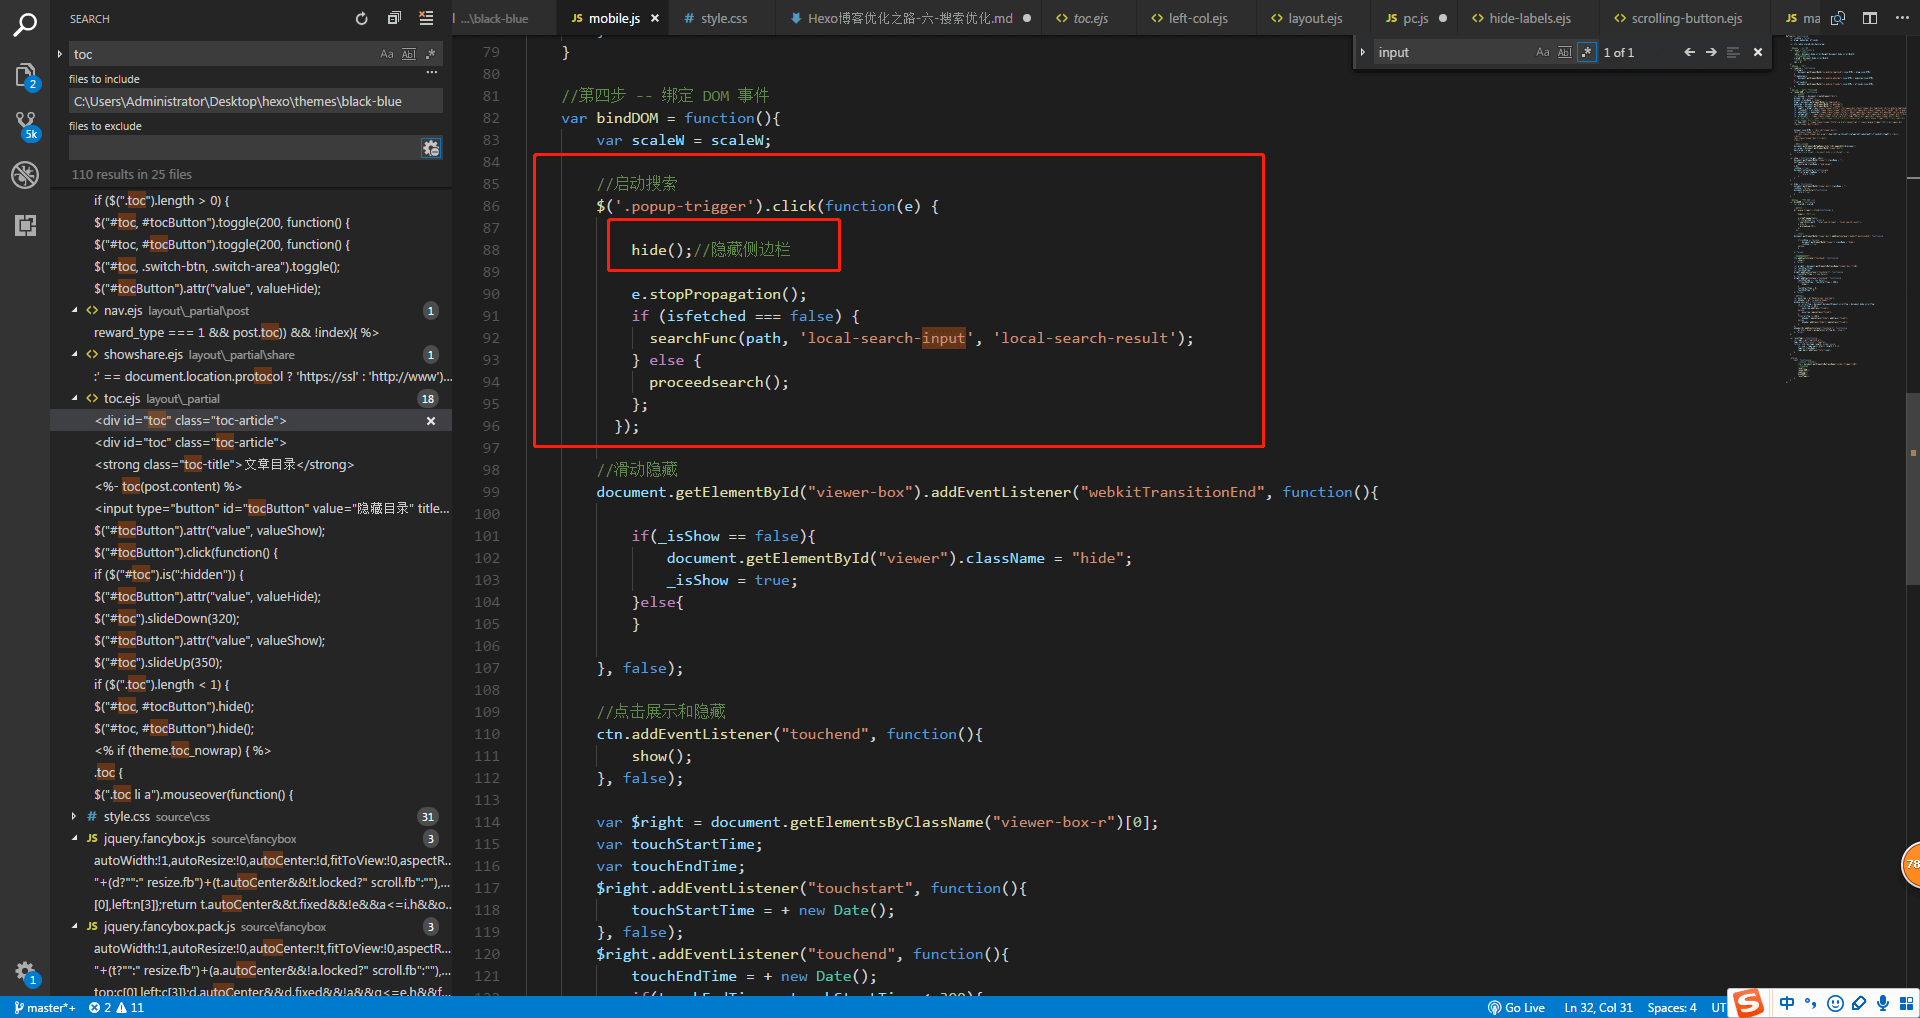 SEARCH
...\black-blue
JS mobile.js ×
# style.css
Hexo博客优化之路-六-搜索优化.md
toc.ejs
left-col.ejs
layout.ejs
JS pc.js
hide-labels.ejs
scrolling-button.ejs
JS ma
toc
Aa Abl .*
input
Aa Abl .*
1 of 1
files to include
...
C:\Users\Administrator\Desktop\hexo\themes\black-blue
files to exclude
110 results in 25 files
2
5k
1
if ($(".toc").length > 0) {
$("#toc, #tocButton").toggle(200, function() {
$("#toc, #tocButton").toggle(200, function() {
$("#toc, .switch-btn, .switch-area").toggle();
$("#tocButton").attr("value", valueHide);
nav.ejs layout\_partial\post 1
reward_type === 1 && post.toc)) && !index){ %>
showshare.ejs layout\_partial\share 1
:' == document.location.protocol ? 'https://ssl' : 'http://www')...
toc.ejs layout\_partial 18
<div id="toc" class="toc-article"> ×
<div id="toc" class="toc-article">
<strong class="toc-title">文章目录</strong>
<%- toc(post.content) %>
<input type="button" id="tocButton" value="隐藏目录" title...
$("#tocButton").attr("value", valueShow);
$("#tocButton").click(function() {
if ($("#toc").is(":hidden")) {
$("#tocButton").attr("value", valueHide);
$("#toc").slideDown(320);
$("#tocButton").attr("value", valueShow);
$("#toc").slideUp(350);
if ($(".toc").length < 1) {
$("#toc, #tocButton").hide();
$("#toc, #tocButton").hide();
<% if (theme.toc_nowrap) { %>
.toc {
$(".toc li a").mouseover(function() {
# style.css source\css 31
JS jquery.fancybox.js source\fancybox 3
autoWidth:!1,autoResize:!0,autoCenter:!d,fitToView:!0,aspectR...
"+(d?"":" resize.fb")+(t.autoCenter&&!t.locked?" scroll.fb":""),...
[0],left:n[3]};return t.autoCenter&&t.fixed&&!e&&a<=i.h&&o...
JS jquery.fancybox.pack.js source\fancybox 3
autoWidth:!1,autoResize:!0,autoCenter:!t,fitToView:!0,aspectR...
"+(t?"":" resize.fb")+(a.autoCenter&&!a.locked?" scroll.fb":""),...
top:c[0],left:c[3]};d.autoCenter&&d.fixed&&!a&&g<=e.h&&f...
79 }
80
81 //第四步 -- 绑定 DOM 事件
82 var bindDOM = function(){
83 var scaleW = scaleW;
84
85 //启动搜索
86 $('.popup-trigger').click(function(e) {
87
88 hide();//隐藏侧边栏
89
90 e.stopPropagation();
91 if (isfetched === false) {
92 searchFunc(path, 'local-search-input', 'local-search-result');
93 } else {
94 proceedsearch();
95 };
96 });
97
98 //滑动隐藏
99 document.getElementById("viewer-box").addEventListener("webkitTransitionEnd", function(){
100
101 if(_isShow == false){
102 document.getElementById("viewer").className = "hide";
103 _isShow = true;
104 }else{
105 }
106
107 }, false);
108
109 //点击展示和隐藏
110 ctn.addEventListener("touchend", function(){
111 show();
112 }, false);
113
114 var $right = document.getElementsByClassName("viewer-box-r")[0];
115 var touchStartTime;
116 var touchEndTime;
117 $right.addEventListener("touchstart", function(){
118 touchStartTime = + new Date();
119 }, false);
120 $right.addEventListener("touchend", function(){
121 touchEndTime = + new Date();
78
master*+
2
11
Go Live
Ln 32, Col 31
Spaces: 4
UT
S
中